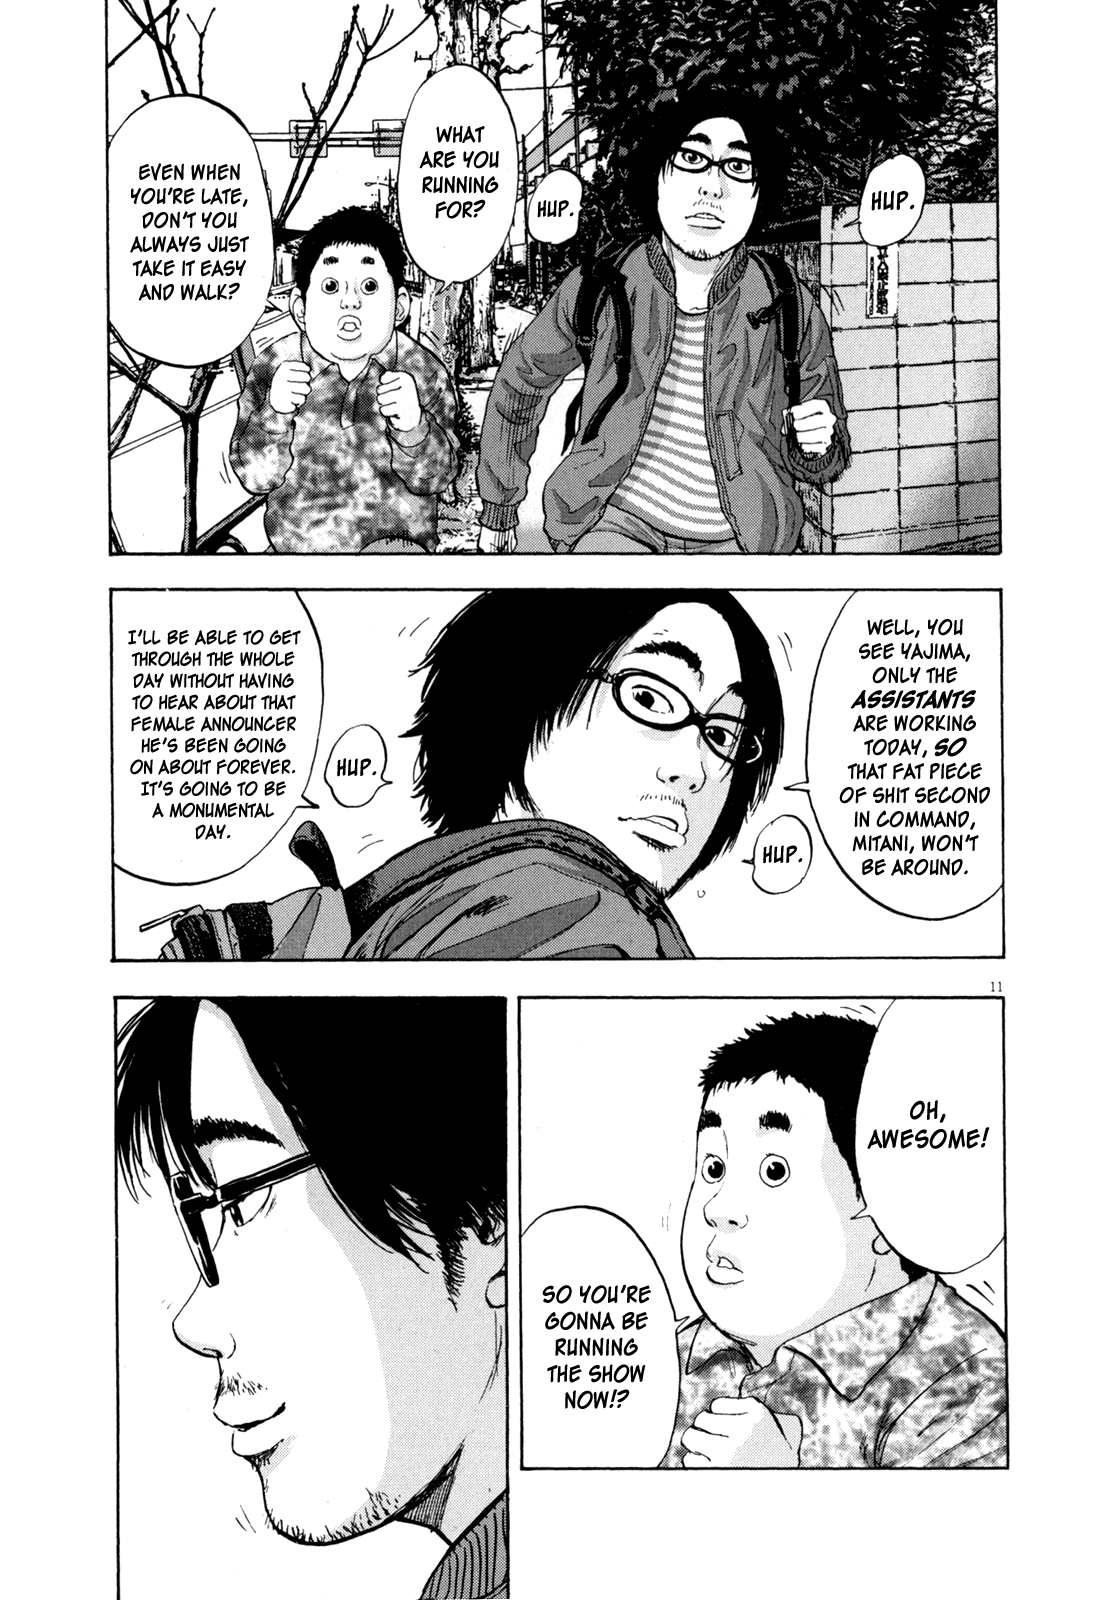 WHAT
ARE YOU
RUNNING
FOR?
HUP.
HUP.
EVEN WHEN
YOU'RE LATE,
DON'T YOU
ALWAYS JUST
TAKE IT EASY
AND WALK?
WELL, YOU
SEE YAJIMA,
ONLY THE
ASSISTANTS
ARE WORKING
TODAY, SO
THAT FAT PIECE
OF SHIT SECOND
IN COMMAND,
MITANI, WON'T
BE AROUND.
HUP.
HUP.
I'LL BE ABLE TO GET
THROUGH THE WHOLE
DAY WITHOUT HAVING
TO HEAR ABOUT THAT
FEMALE ANNOUNCER
HE'S BEEN GOING
ON ABOUT FOREVER.
IT'S GOING TO BE
A MONUMENTAL
DAY.
11
OH,
AWESOME!
SO YOU'RE
GONNA BE
RUNNING
THE SHOW
NOW!?